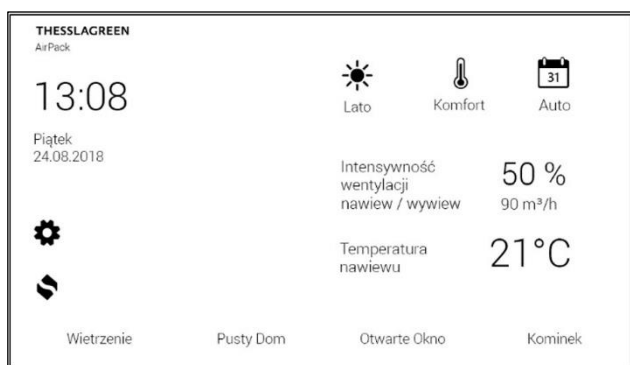 THESSLAGREEN
AirPack
13:08
Piątek
24.08.2018
Lato
Komfort
31
Auto
Intensywność
wentylacji
nawiew / wywiew
50 %
90 m³/h
Temperatura
nawiewu
21°C
Wietrzenie
Pusty Dom
Otwarte Okno
Kominek